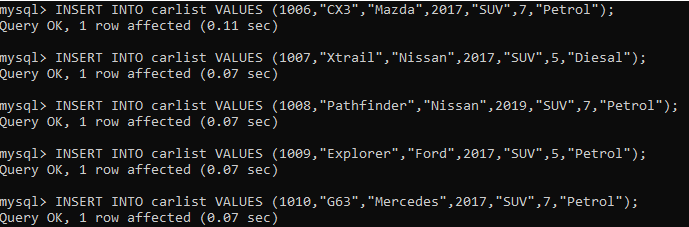 mysql> INSERT INTO carlist VALUES (1006,"CX3","Mazda",2017,"SUV",7,"Petrol");
Query OK, 1 row affected (0.11 sec)
mysql> INSERT INTO carlist VALUES (1007,"Xtrail","Nissan",2017,"SUV",5,"Diesal");
Query OK, 1 row affected (0.07 sec)
mysql> INSERT INTO carlist VALUES (1008,"Pathfinder","Nissan",2019,"SUV",7,"Petrol");
Query OK, 1 row affected (0.07 sec)
mysql> INSERT INTO carlist VALUES (1009,"Explorer","Ford",2017,"SUV",5,"Petrol");
Query OK, 1 row affected (0.07 sec)
mysql> INSERT INTO carlist VALUES (1010,"G63","Mercedes",2017,"SUV",7,"Petrol");
Query OK, 1 row affected (0.07 sec)